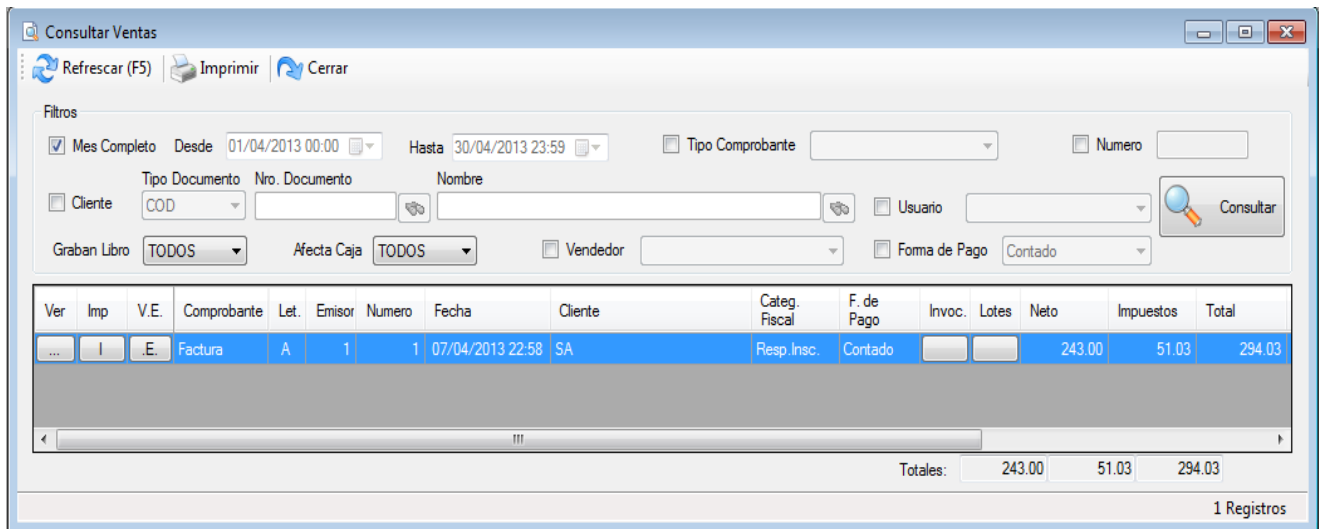 Consultar Ventas
Refrescar (F5) Imprimir Cerrar
Filtros
Mes Completo Desde 01/04/2013 00:00 Hasta 30/04/2013 23:59 Tipo Comprobante Numero
Tipo Documento Nro. Documento Nombre
Cliente COD Usuario Consultar
Graban Libro TODOS Afecta Caja TODOS Vendedor Forma de Pago Contado
Ver Imp V.E. Comprobante Let. Emisor Numero Fecha Cliente Categ. Fiscal F. de Pago Invoc. Lotes Neto Impuestos Total
... I .E. Factura A 1 1 07/04/2013 22:58 SA Resp.Insc. Contado 243.00 51.03 294.03
Totales: 243.00 51.03 294.03
1 Registros